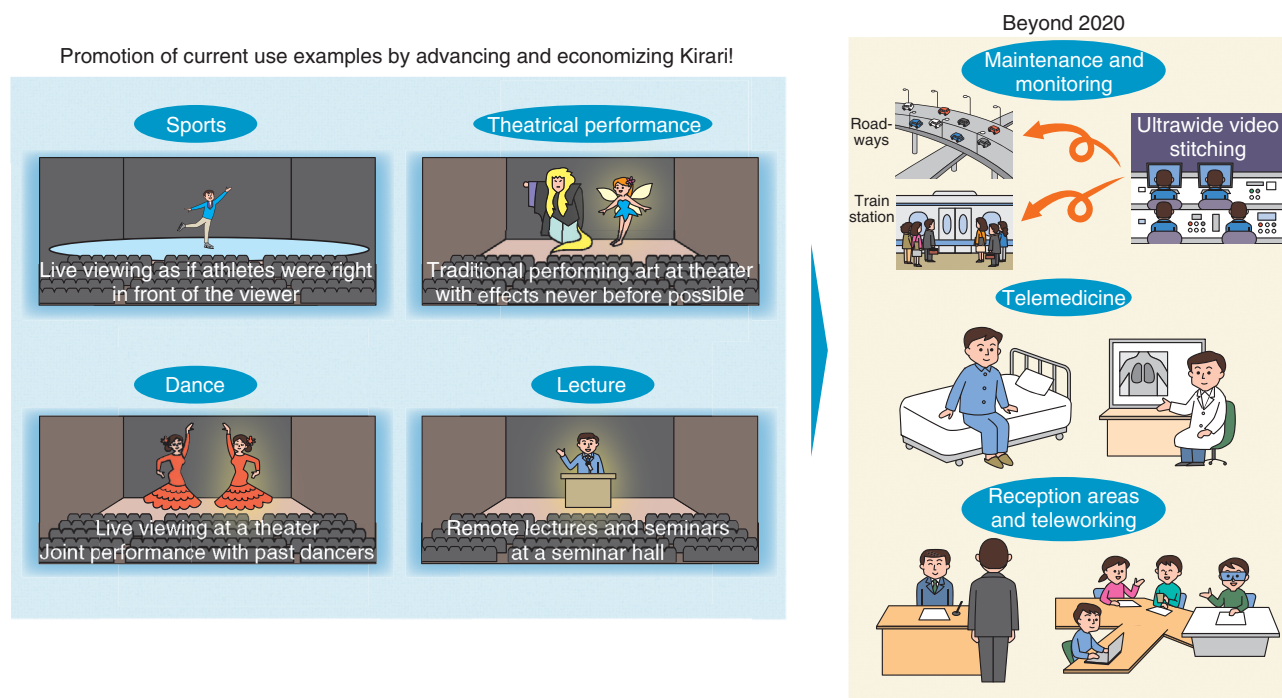 Promotion of current use examples by advancing and economizing Kirari!
Sports
Live viewing as if athletes were right
in front of the viewer
Theatrical performance
Traditional performing art at theater
with effects never before possible
Dance
Live viewing at a theater
Joint performance with past dancers
Lecture
Remote lectures and seminars
at a seminar hall
Beyond 2020
Maintenance and
monitoring
Road-
ways
Train
station
Ultrawide video
stitching
Telemedicine
Reception areas
and teleworking